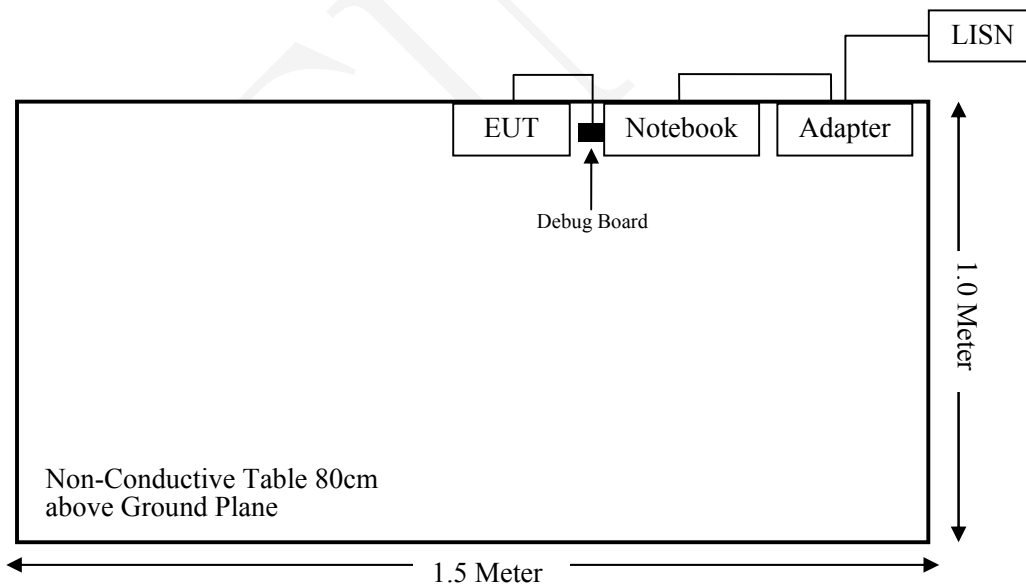 LISN
EUT
Notebook
Adapter
Debug Board
1.0 Meter
Non-Conductive Table 80cm
above Ground Plane
1.5 Meter